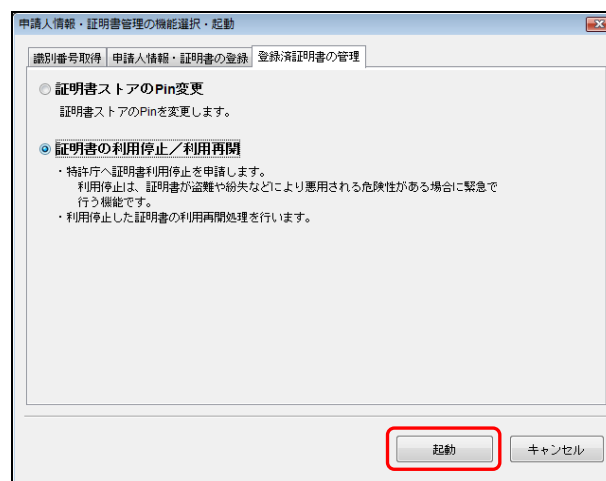 申請人情報・証明書管理の機能選択・起動
識別番号取得 申請人情報・証明書の登録 登録済証明書の管理
証明書ストアのPin変更
証明書ストアのPinを変更します。
証明書の利用停止／利用再開
・特許庁へ証明書利用停止を申請します。
利用停止は、証明書が盗難や紛失などにより悪用される危険性がある場合に緊急で
行う機能です。
・利用停止した証明書の利用再開処理を行います。
起動 キャンセル